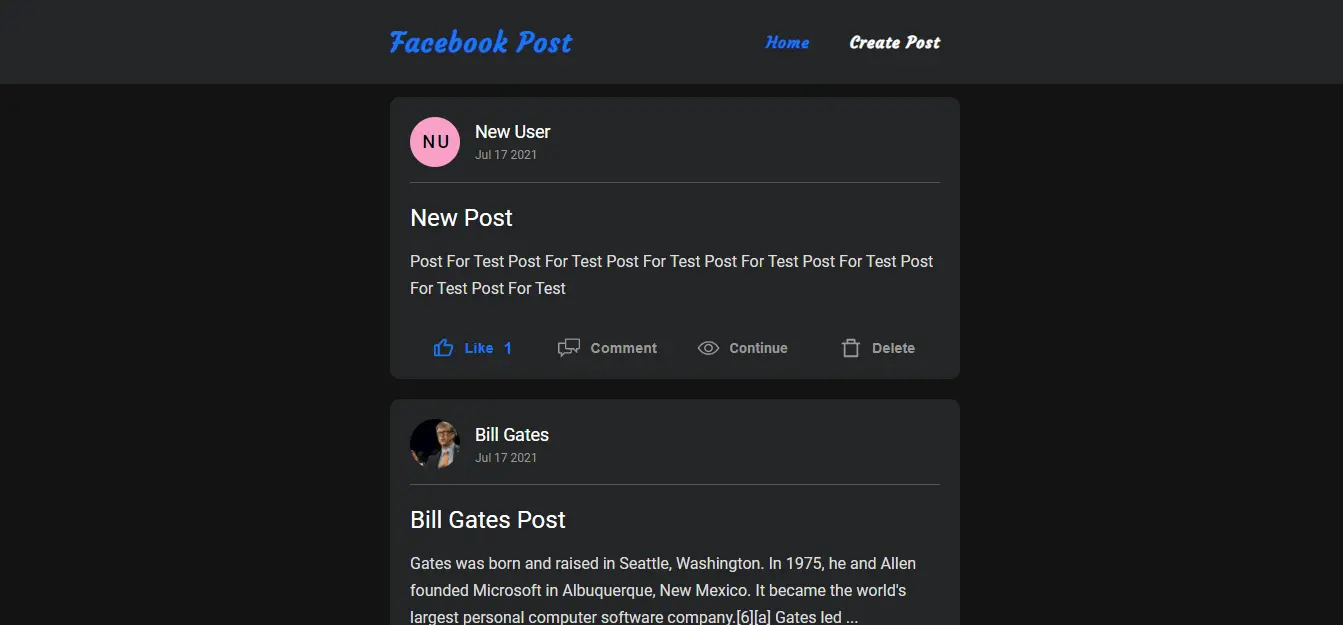 Facebook Post
Home
Create Post
NU
New User
Jul 17 2021
New Post
Post For Test Post For Test Post For Test Post For Test Post For Test Post
For Test Post For Test
Like 1
Comment
Continue
Delete
Bill Gates
Jul 17 2021
Bill Gates Post
Gates was born and raised in Seattle, Washington. In 1975, he and Allen
founded Microsoft in Albuquerque, New Mexico. It became the world's
largest personal computer software company.[6][a] Gates led ...